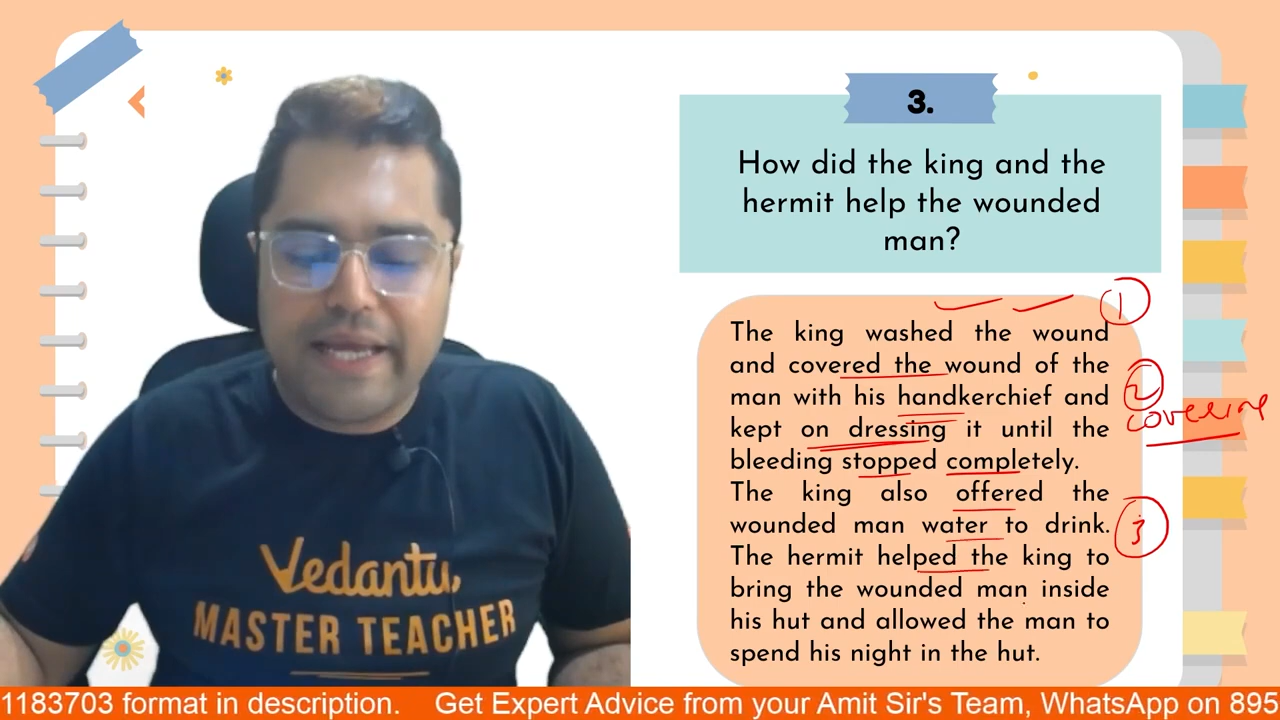 3.
How did the king and the
hermit help the wounded
man?
1
The king washed the wound
and covered the wound of the
man with his handkerchief and
2
covering
kept on dressing it until the
bleeding stopped completely.
The king also offered the
wounded man water to drink.
3
The hermit helped the king to
bring the wounded man inside
his hut and allowed the man to
spend his night in the hut.
Vedantu
MASTER TEACHER
1183703 format in description. Get Expert Advice from your Amit Sir's Team, WhatsApp on 895